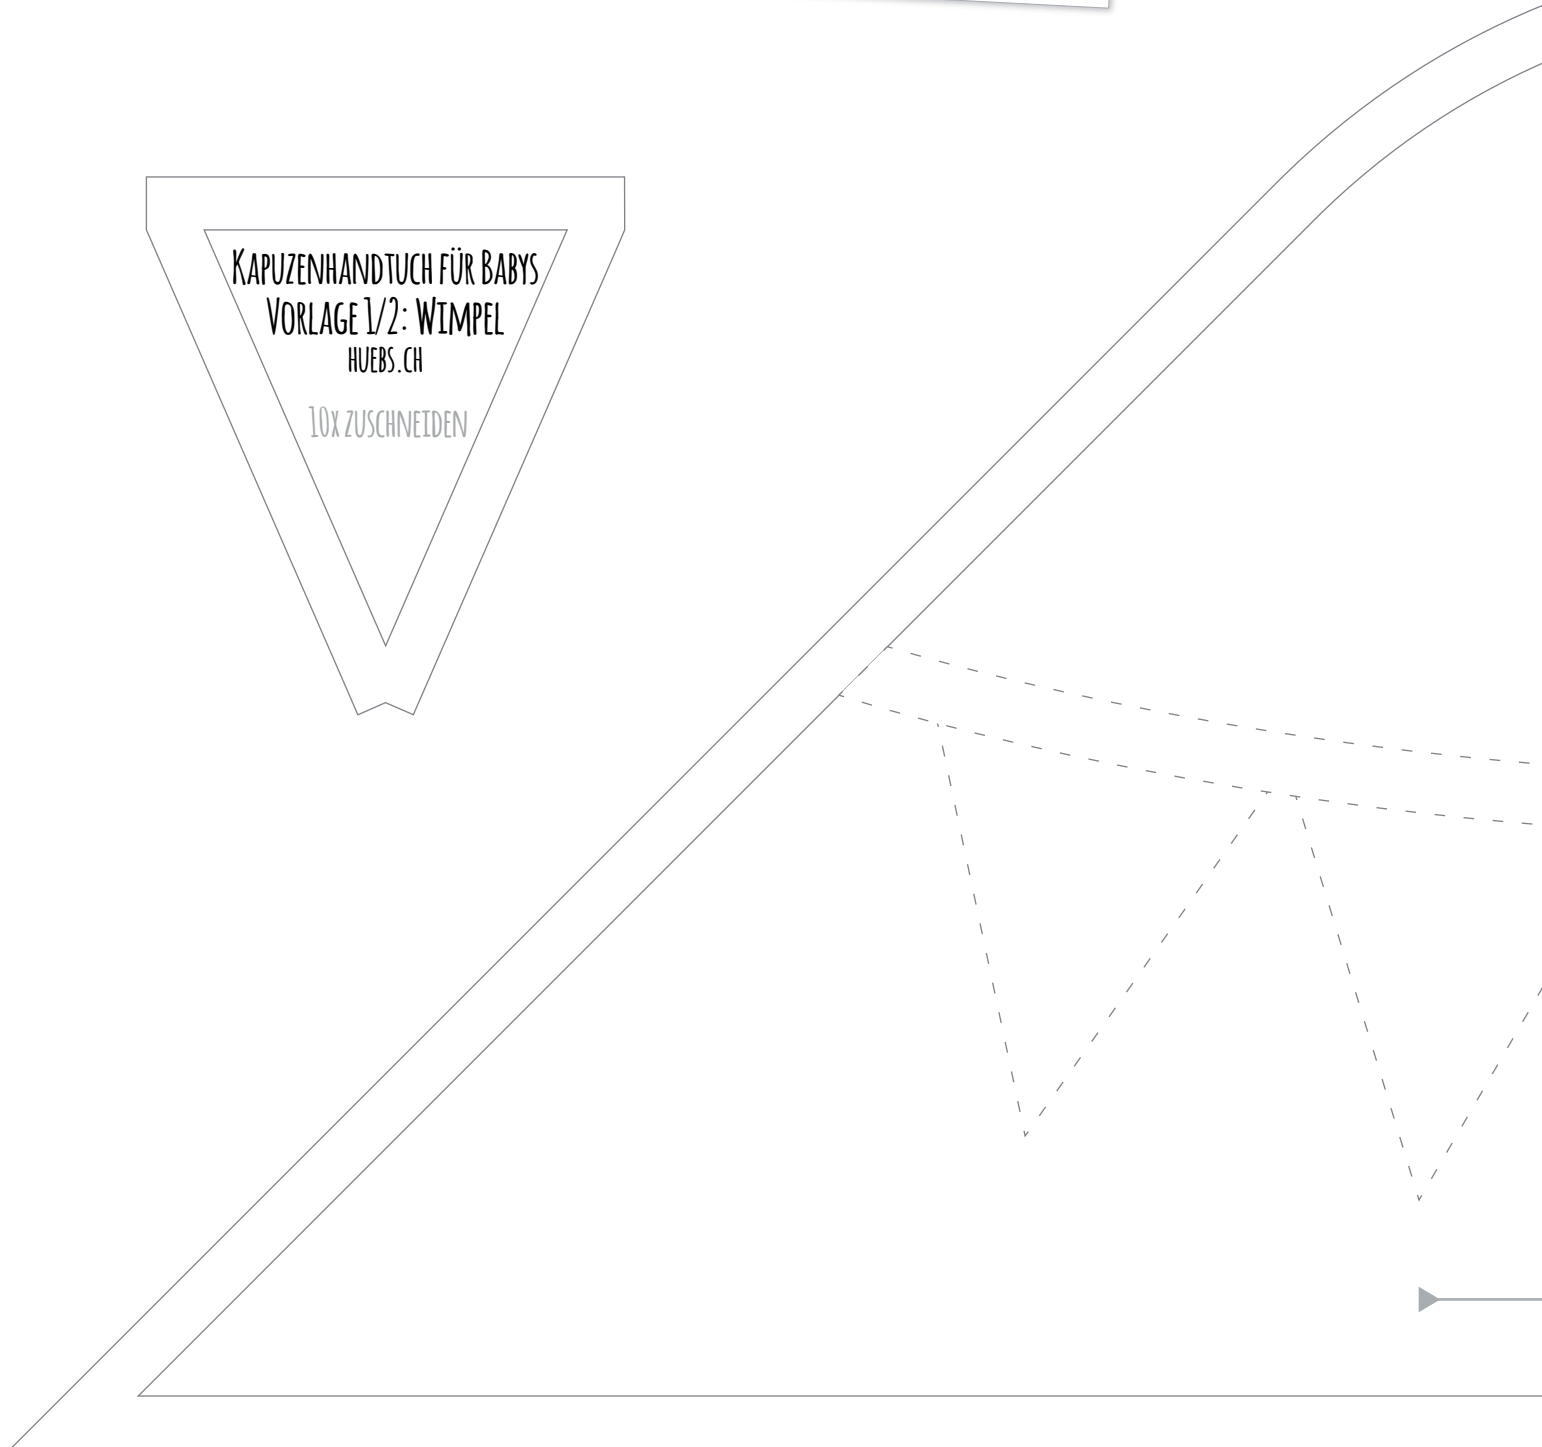 Kapuzenhandtuch für Babys
Vorlage 1/2: Wimpel
huebs.ch
10x zuschneiden